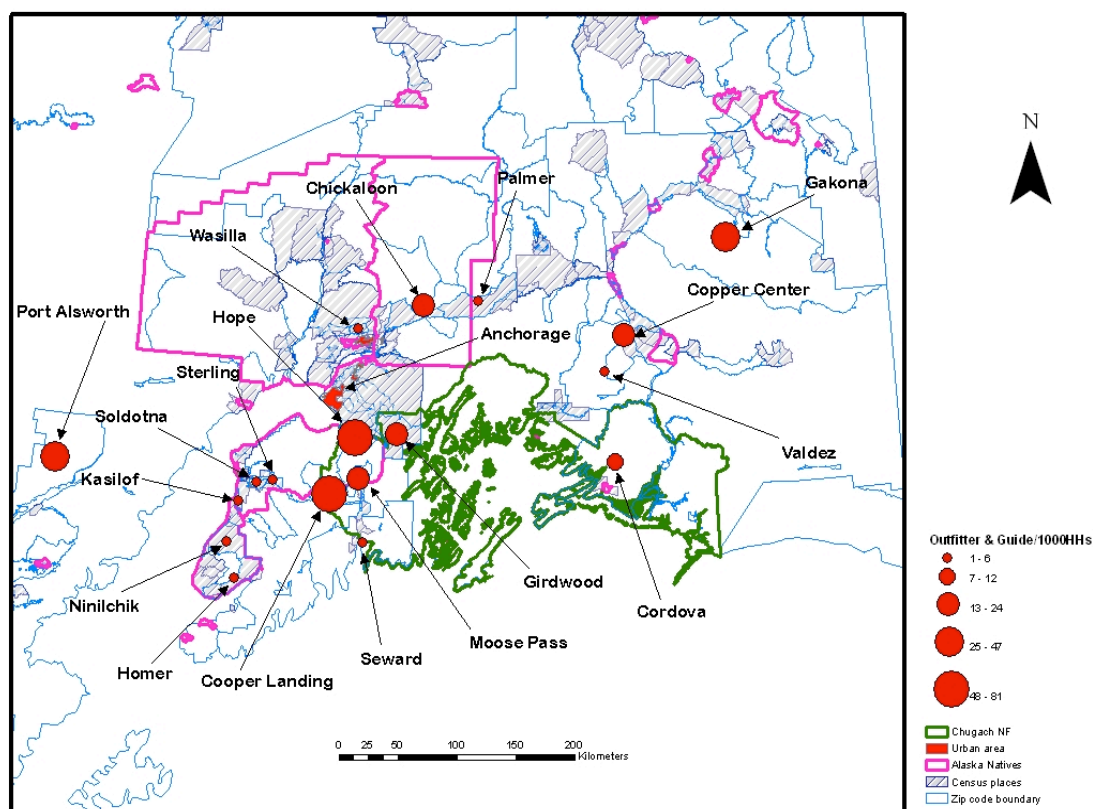 N
Chickaloon
Palmer
Gakona
Wasilla
Port Alsworth
Hope
Copper Center
Anchorage
Sterling
Soldotna
Kasilof
Valdez
Ninilchik
Girdwood
Cordova
Homer
Cooper Landing
Seward
Moose Pass
Outfitter & Guide/1000HHs
1 - 6
7 - 12
13 - 24
25 - 47
48 - 81
Chugach NF
Urban area
Alaska Natives
Census places
Zip code boundary
0 25 50 100 150 200
Kilometers